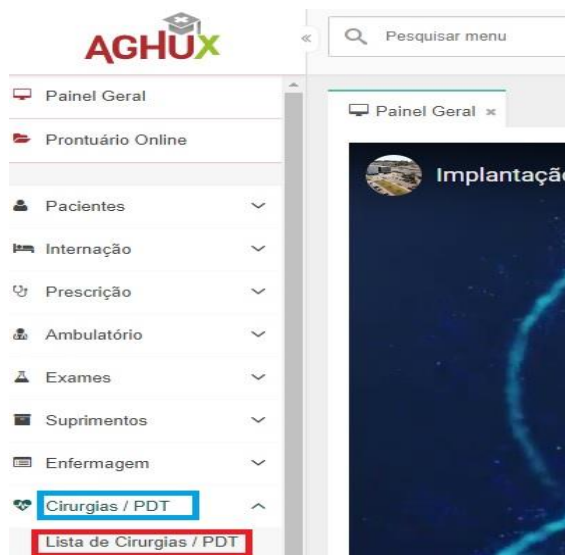 AGHUX
«
Pesquisar menu
Painel Geral
Prontuário Online
Pacientes
Internação
Prescrição
Ambulatório
Exames
Suprimentos
Enfermagem
Cirurgias / PDT
Lista de Cirurgias / PDT
Painel Geral ×
Implantação